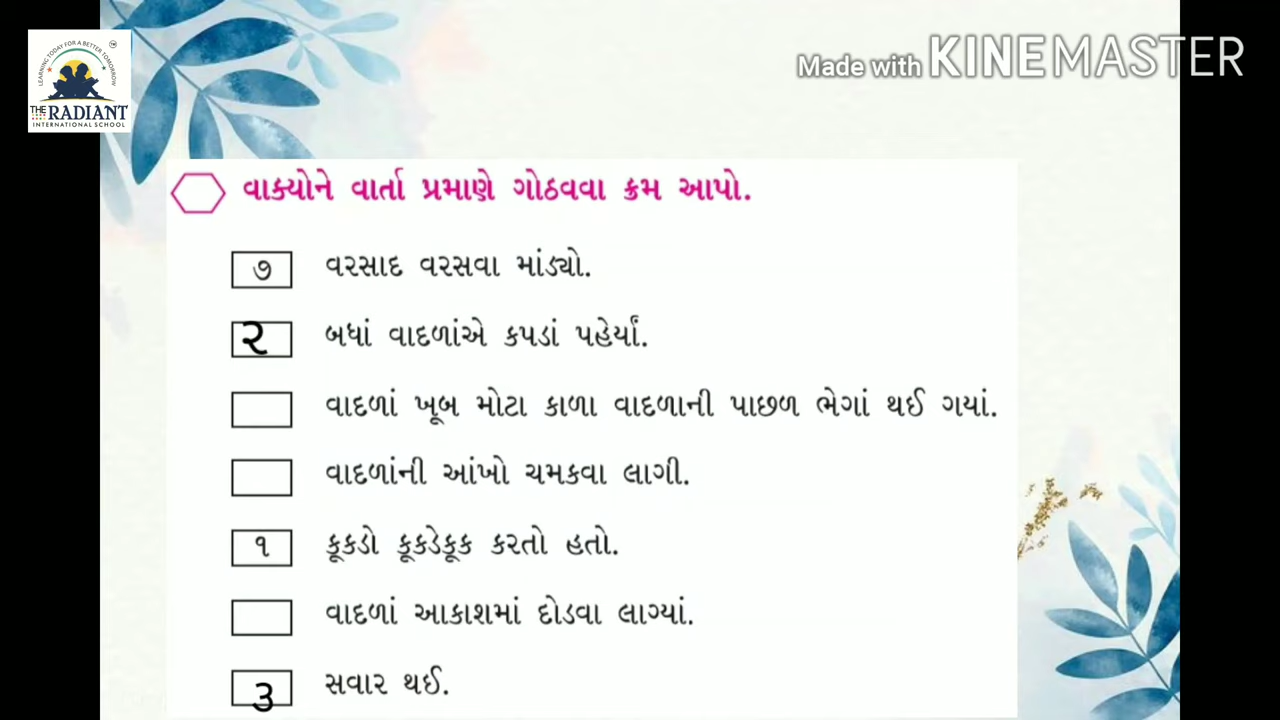 LEARNING TODAY FOR A BETTER TOMORROW
THE RADIANT
INTERNATIONAL SCHOOL
Made with KINEMASTER
વાક્યોને વાર્તા પ્રમાણે ગોઠવવા ક્રમ આપો.
૭ વરસાદ વરસવા માંડ્યો.
૨ બધાં વાદળાંએ કપડાં પહેર્યાં.
વાદળાં ખૂબ મોટા કાળા વાદળાની પાછળ ભેગાં થઈ ગયાં.
વાદળાંની આંખો ચમકવા લાગી.
૧ કૂકડો કૂકડેકૂક કરતો હતો.
વાદળાં આકાશમાં દોડવા લાગ્યાં.
૩ સવાર થઈ.